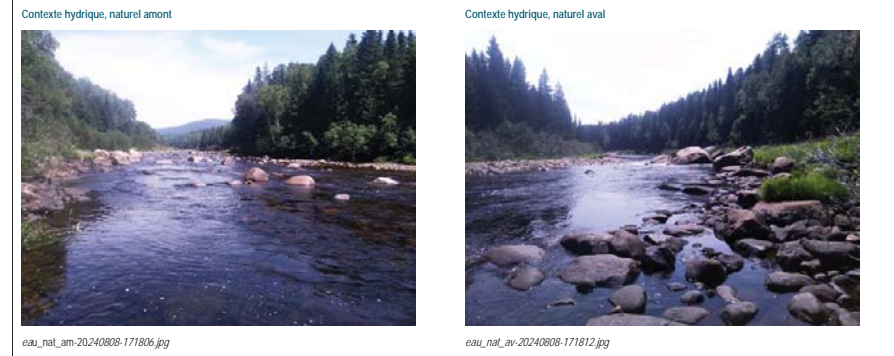 Contexte hydrique, naturel amont
Contexte hydrique, naturel aval
eau_nat_am-20240808-171806.jpg
eau_nat_av-20240808-171812.jpg